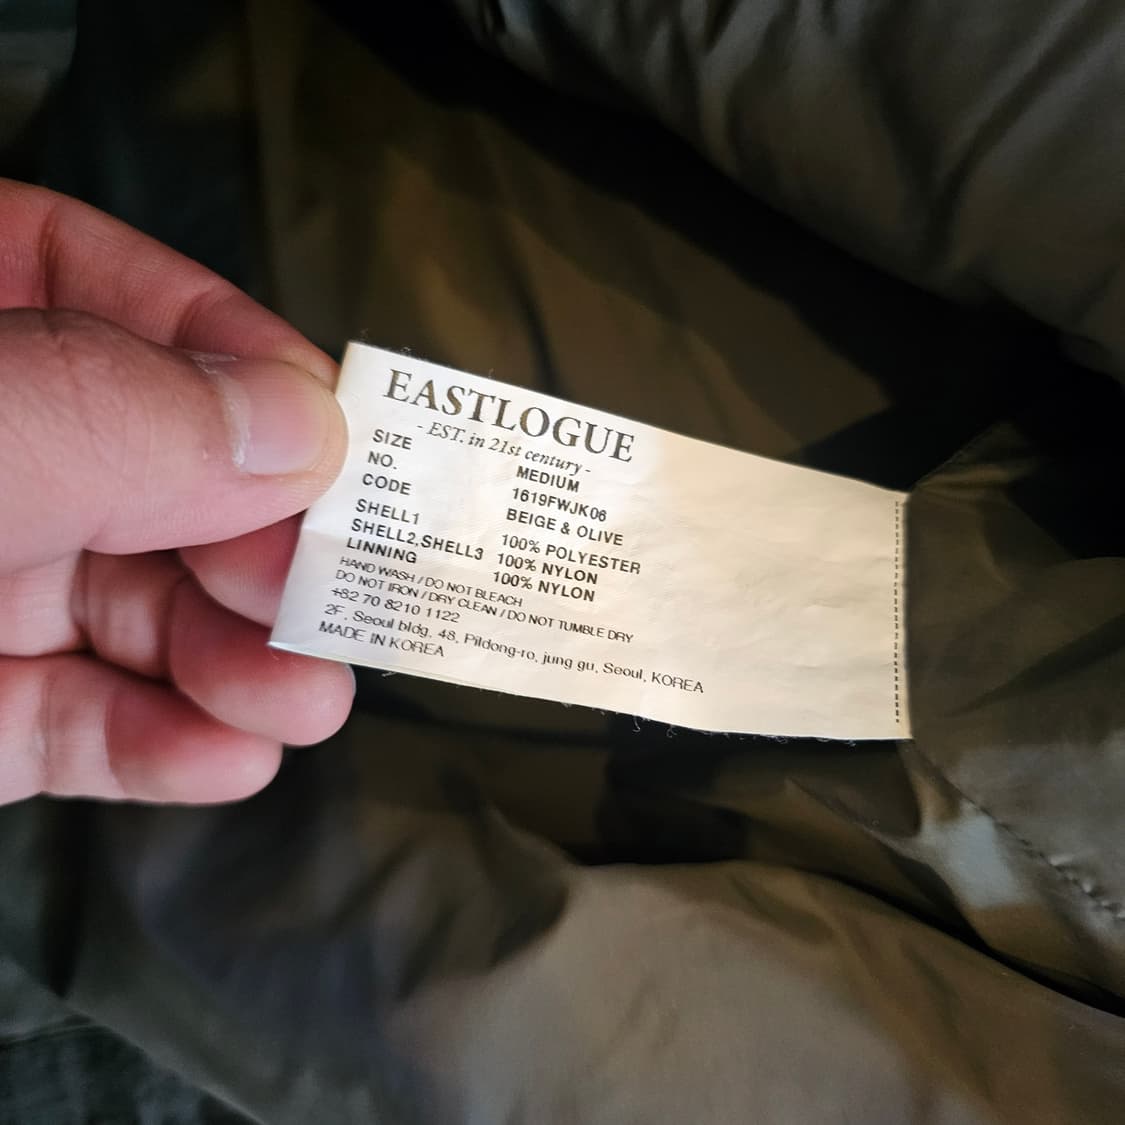 EASTLOGUE
- EST. in 21st century -
SIZE MEDIUM
NO. 1619FWJK06
CODE BEIGE & OLIVE
SHELL1 100% POLYESTER
SHELL2,SHELL3 100% NYLON
LINNING 100% NYLON
HAND WASH / DO NOT BLEACH
DO NOT IRON / DRY CLEAN / DO NOT TUMBLE DRY
+82 70 8210 1122
2F, Seoul bldg, 48, Pildong-ro, jung gu, Seoul, KOREA
MADE IN KOREA